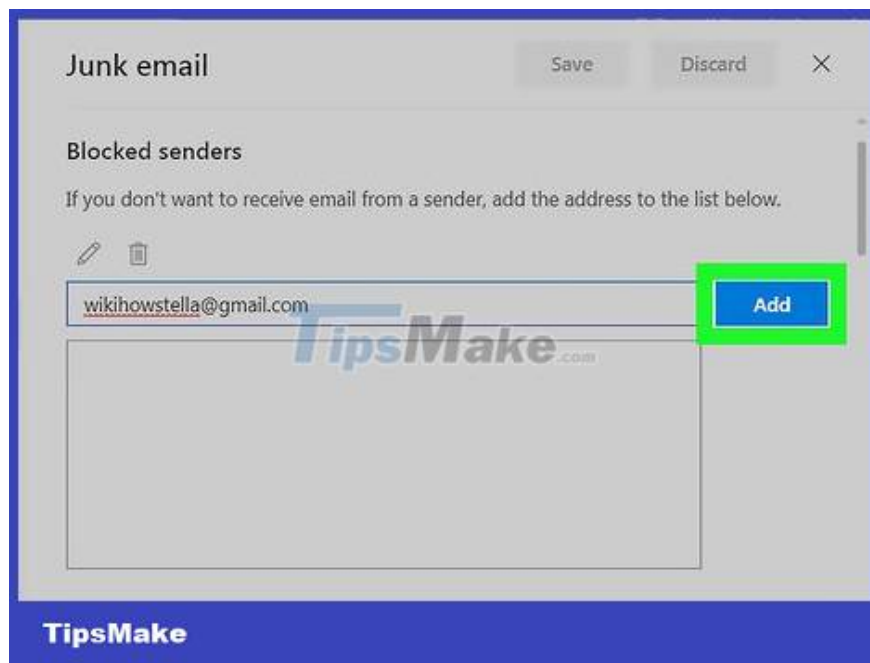 Junk email
Save
Discard
Blocked senders
If you don't want to receive email from a sender, add the address to the list below.
wikihowstella@gmail.com
Add
TipsMake.com
TipsMake